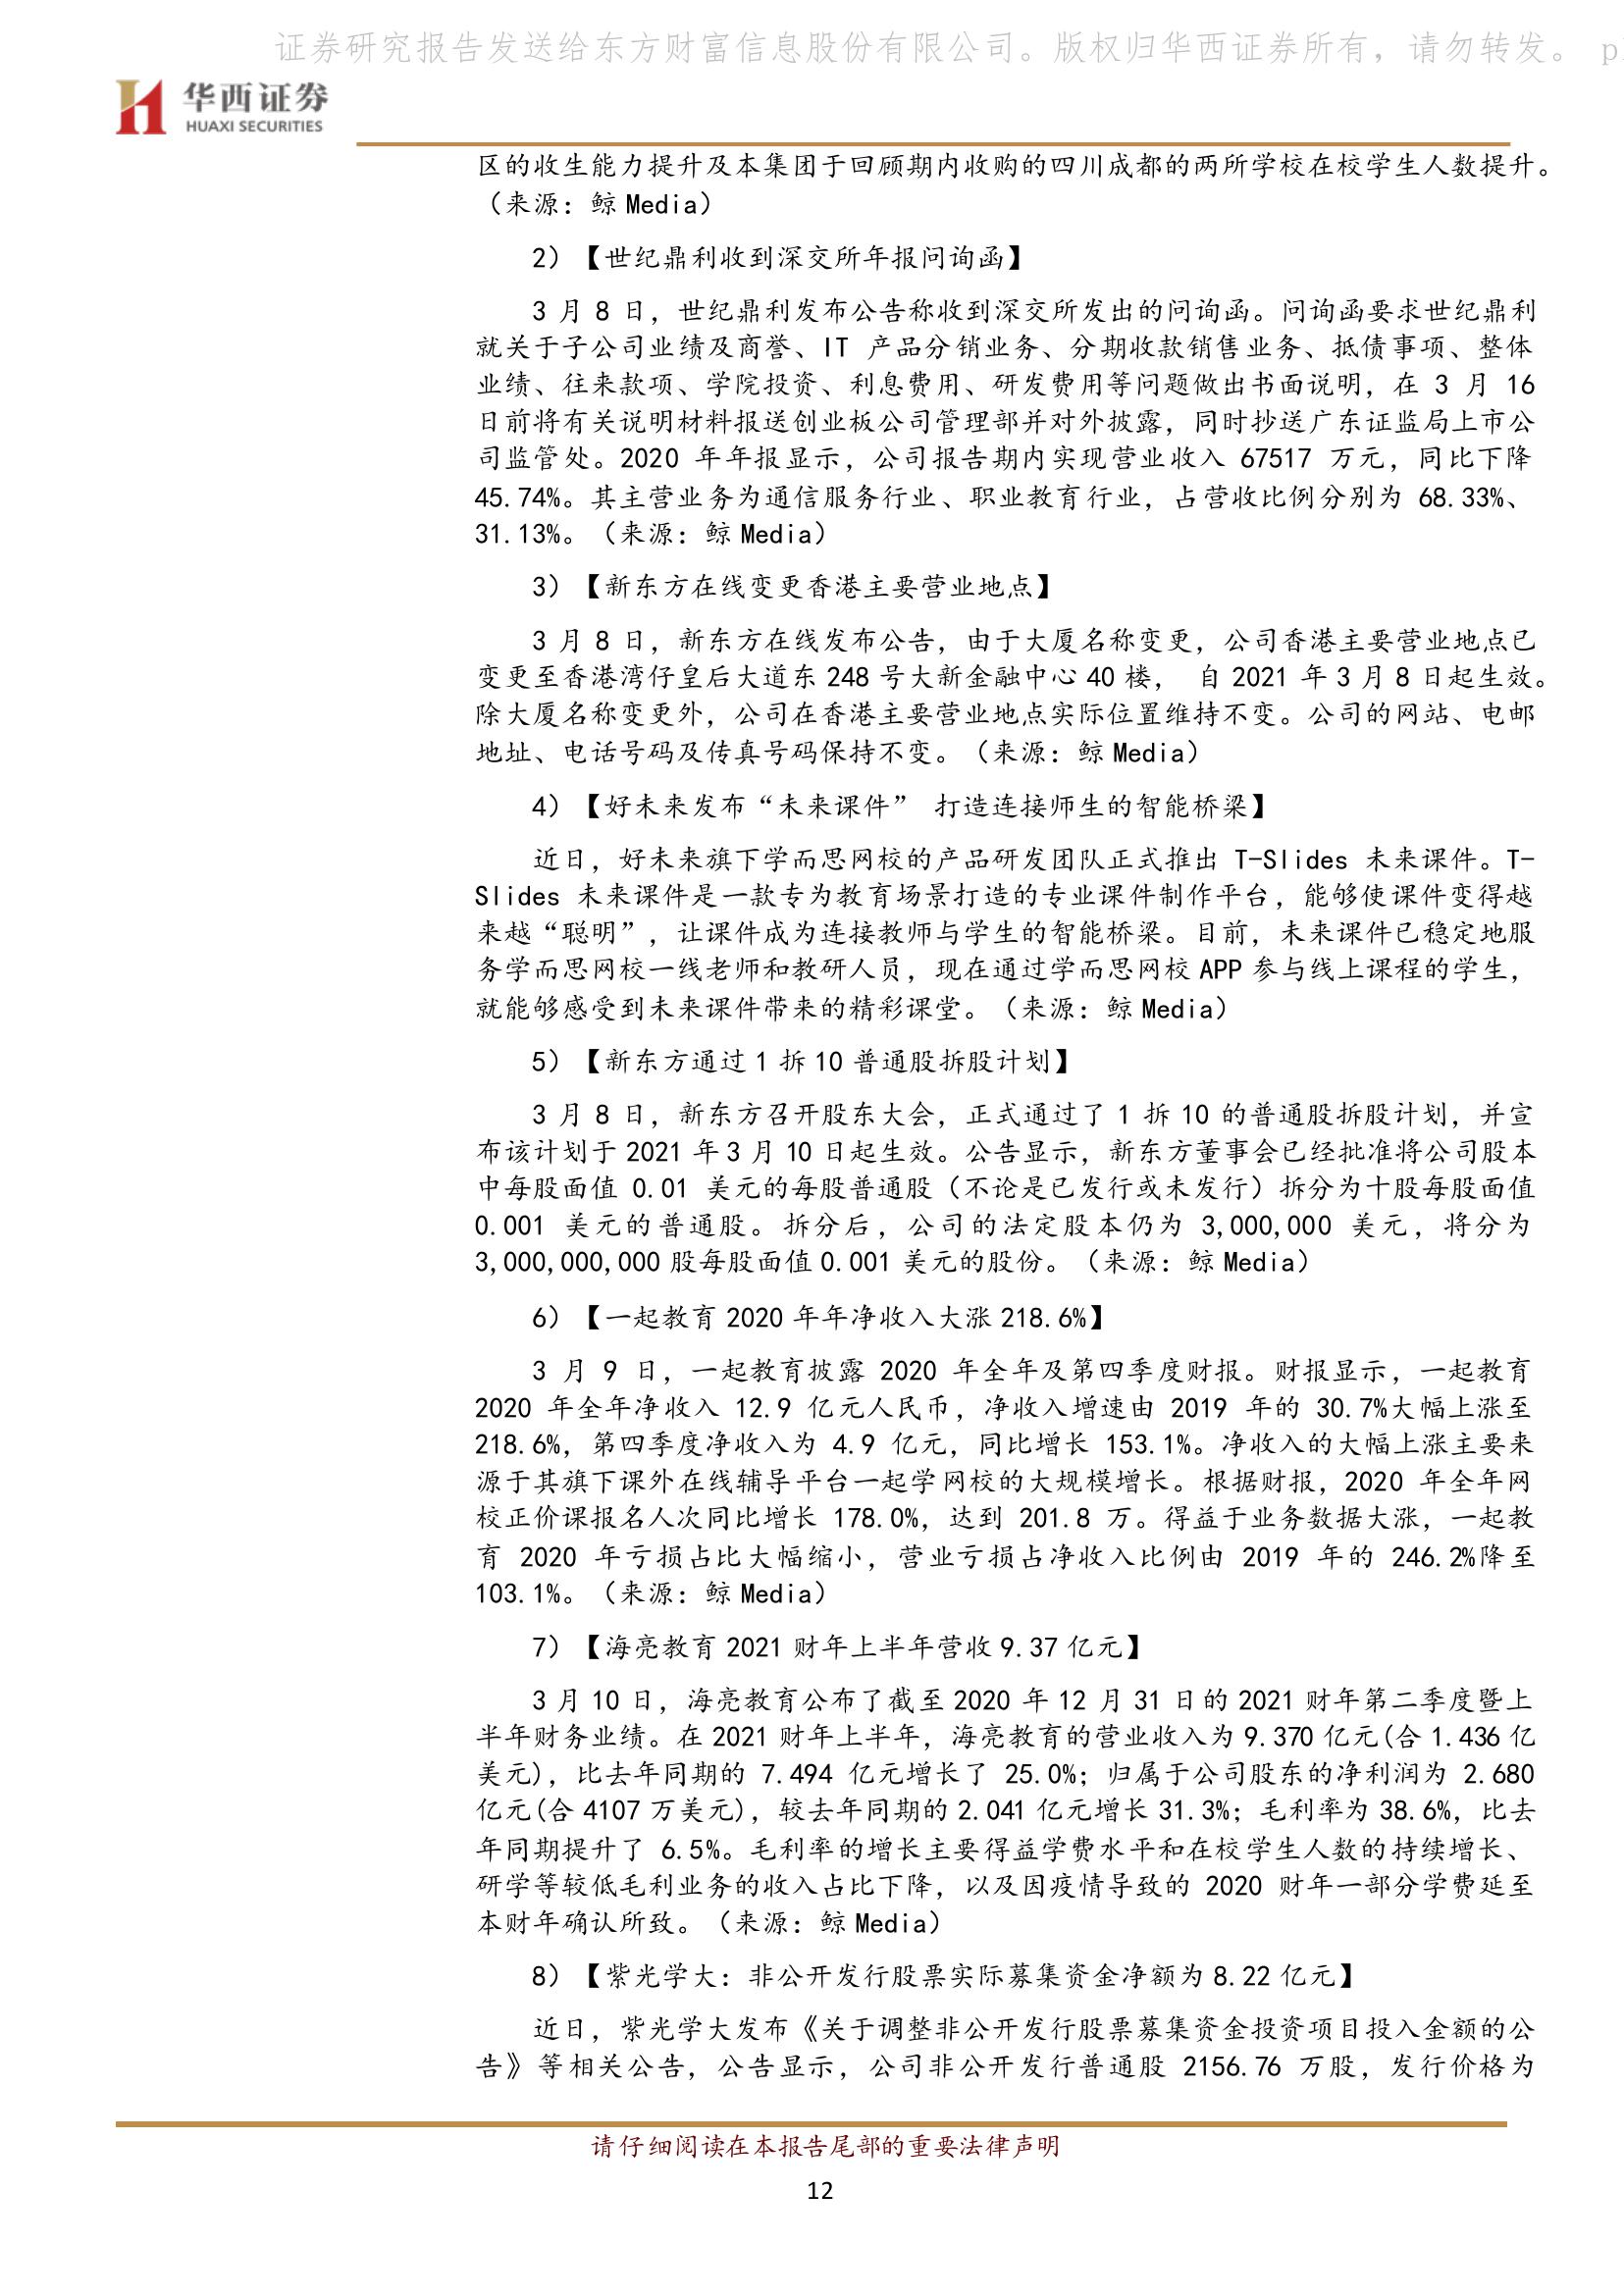 证券研究报告发送给东方财富信息股份有限公司。版权归华西证券所有，请勿转发。 p
华西证券
HUAXI SECURITIES
区的收生能力提升及本集团于回顾期内收购的四川成都的两所学校在校学生人数提升。
（来源：鲸 Media）
2）【世纪鼎利收到深交所年报问询函】
3 月 8 日，世纪鼎利发布公告称收到深交所发出的问询函。问询函要求世纪鼎利
就关于子公司业绩及商誉、IT 产品分销业务、分期收款销售业务、抵债事项、整体
业绩、往来款项、学院投资、利息费用、研发费用等问题做出书面说明，在 3 月 16
日前将有关说明材料报送创业板公司管理部并对外披露，同时抄送广东证监局上市公
司监管处。2020 年年报显示，公司报告期内实现营业收入 67517 万元，同比下降
45.74%。其主营业务为通信服务行业、职业教育行业，占营收比例分别为 68.33%、
31.13%。（来源：鲸 Media）
3）【新东方在线变更香港主要营业地点】
3 月 8 日，新东方在线发布公告，由于大厦名称变更，公司香港主要营业地点已
变更至香港湾仔皇后大道东 248 号大新金融中心 40 楼， 自 2021 年 3 月 8 日起生效。
除大厦名称变更外，公司在香港主要营业地点实际位置维持不变。公司的网站、电邮
地址、电话号码及传真号码保持不变。（来源：鲸 Media）
4）【好未来发布“未来课件” 打造连接师生的智能桥梁】
近日，好未来旗下学而思网校的产品研发团队正式推出 T-Slides 未来课件。T-
Slides 未来课件是一款专为教育场景打造的专业课件制作平台，能够使课件变得越
来越“聪明”，让课件成为连接教师与学生的智能桥梁。目前，未来课件已稳定地服
务学而思网校一线老师和教研人员，现在通过学而思网校 APP 参与线上课程的学生，
就能够感受到未来课件带来的精彩课堂。（来源：鲸 Media）
5）【新东方通过 1 拆 10 普通股拆股计划】
3 月 8 日，新东方召开股东大会，正式通过了 1 拆 10 的普通股拆股计划，并宣
布该计划于 2021 年 3 月 10 日起生效。公告显示，新东方董事会已经批准将公司股本
中每股面值 0.01 美元的每股普通股（不论是已发行或未发行）拆分为十股每股面值
0.001 美元的普通股。拆分后，公司的法定股本仍为 3,000,000 美元，将分为
3,000,000,000 股每股面值 0.001 美元的股份。（来源：鲸 Media）
6）【一起教育 2020 年年净收入大涨 218.6%】
3 月 9 日，一起教育披露 2020 年全年及第四季度财报。财报显示，一起教育
2020 年全年净收入 12.9 亿元人民币，净收入增速由 2019 年的 30.7%大幅上涨至
218.6%，第四季度净收入为 4.9 亿元，同比增长 153.1%。净收入的大幅上涨主要来
源于其旗下课外在线辅导平台一起学网校的大规模增长。根据财报，2020 年全年网
校正价课报名人次同比增长 178.0%，达到 201.8 万。得益于业务数据大涨，一起教
育 2020 年亏损占比大幅缩小，营业亏损占净收入比例由 2019 年的 246.2%降至
103.1%。（来源：鲸 Media）
7）【海亮教育 2021 财年上半年营收 9.37 亿元】
3 月 10 日，海亮教育公布了截至 2020 年 12 月 31 日的 2021 财年第二季度暨上
半年财务业绩。在 2021 财年上半年，海亮教育的营业收入为 9.370 亿元(合 1.436 亿
美元)，比去年同期的 7.494 亿元增长了 25.0%；归属于公司股东的净利润为 2.680
亿元(合 4107 万美元)，较去年同期的 2.041 亿元增长 31.3%；毛利率为 38.6%，比去
年同期提升了 6.5%。毛利率的增长主要得益学费水平和在校学生人数的持续增长、
研学等较低毛利业务的收入占比下降，以及因疫情导致的 2020 财年一部分学费延至
本财年确认所致。（来源：鲸 Media）
8）【紫光学大：非公开发行股票实际募集资金净额为 8.22 亿元】
近日，紫光学大发布《关于调整非公开发行股票募集资金投资项目投入金额的公
告》等相关公告，公告显示，公司非公开发行普通股 2156.76 万股，发行价格为
请仔细阅读在本报告尾部的重要法律声明
12